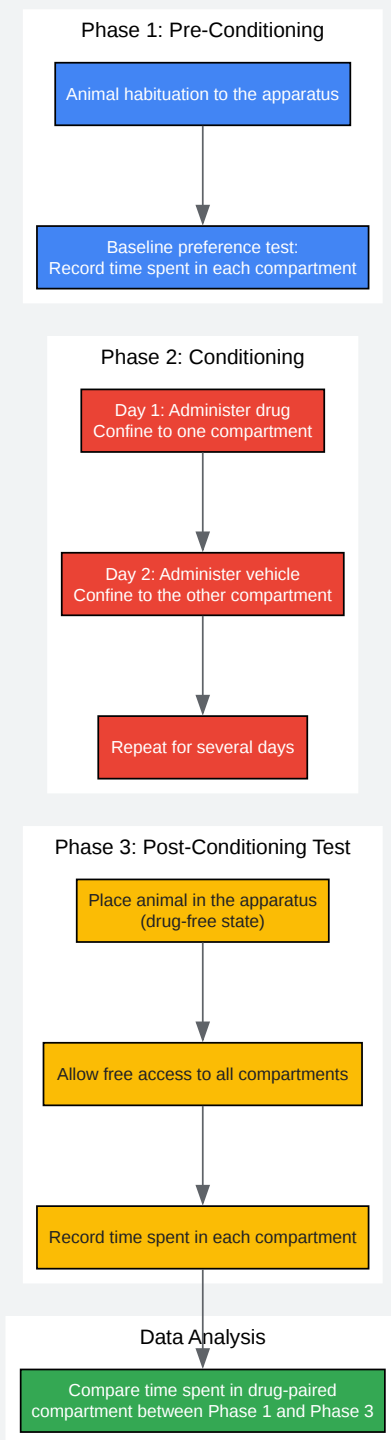 Phase 1: Pre-Conditioning
Animal habituation to the apparatus
Baseline preference test:
Record time spent in each compartment
Phase 2: Conditioning
Day 1: Administer drug
Confine to one compartment
Day 2: Administer vehicle
Confine to the other compartment
Repeat for several days
Phase 3: Post-Conditioning Test
Place animal in the apparatus
(drug-free state)
Allow free access to all compartments
Record time spent in each compartment
Data Analysis
Compare time spent in drug-paired
compartment between Phase 1 and Phase 3